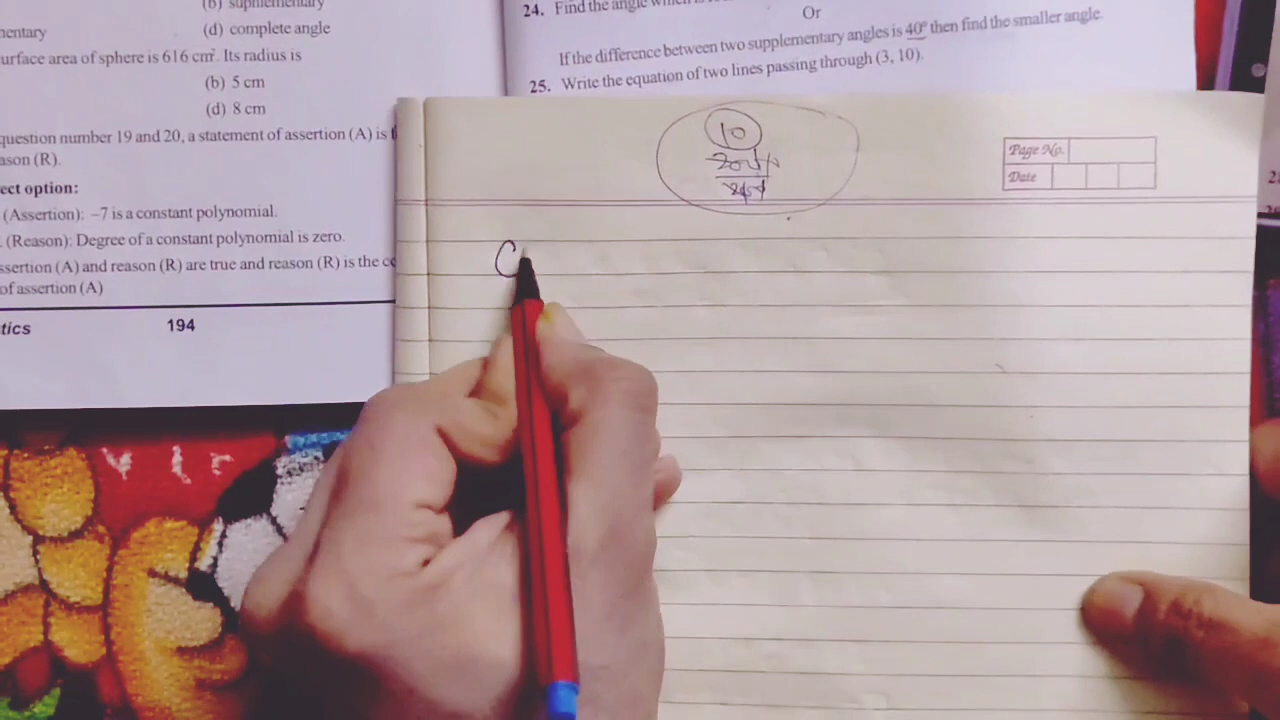 (b) suplementary
mentary (d) complete angle
urface area of sphere is 616 cm². Its radius is
(b) 5 cm
(d) 8 cm
question number 19 and 20, a statement of assertion (A) is
ason (R).
ect option:
(Assertion): −7 is a constant polynomial.
(Reason): Degree of a constant polynomial is zero.
ssertion (A) and reason (R) are true and reason (R) is the
of assertion (A)
tics 194
24. Find the angle
Or
If the difference between two supplementary angles is 40° then find the smaller angle.
25. Write the equation of two lines passing through (3, 10).
10
Page No.
Date
C